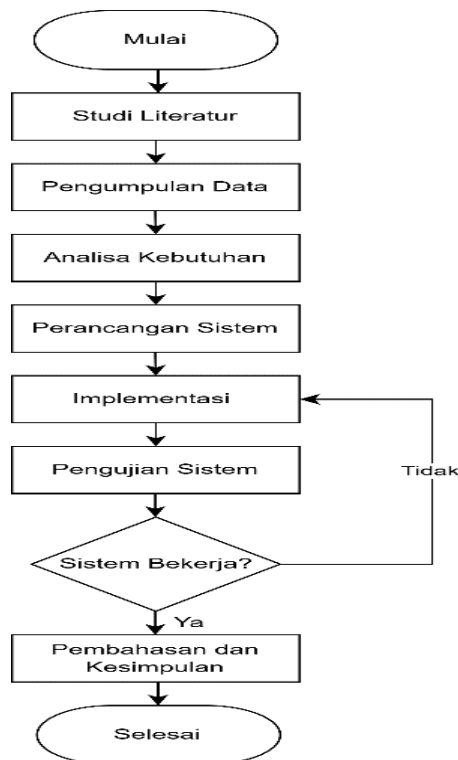 Mulai
Studi Literatur
Pengumpulan Data
Analisa Kebutuhan
Perancangan Sistem
Implementasi
Pengujian Sistem
Tidak
Sistem Bekerja?
Ya
Pembahasan dan
Kesimpulan
Selesai